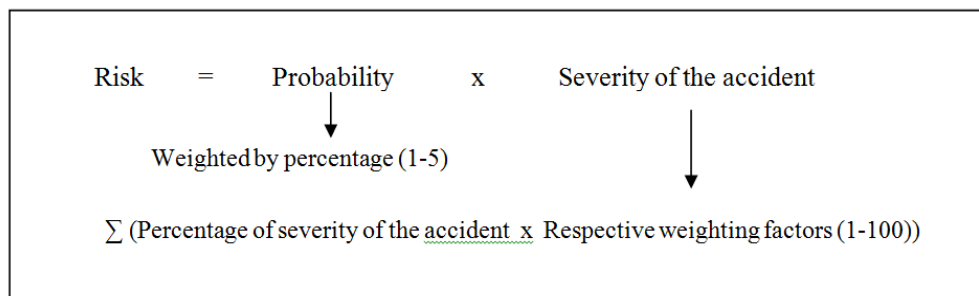 Risk = Probability x Severity of the accident
Weighted by percentage (1-5)
∑ (Percentage of severity of the accident x Respective weighting factors (1-100))